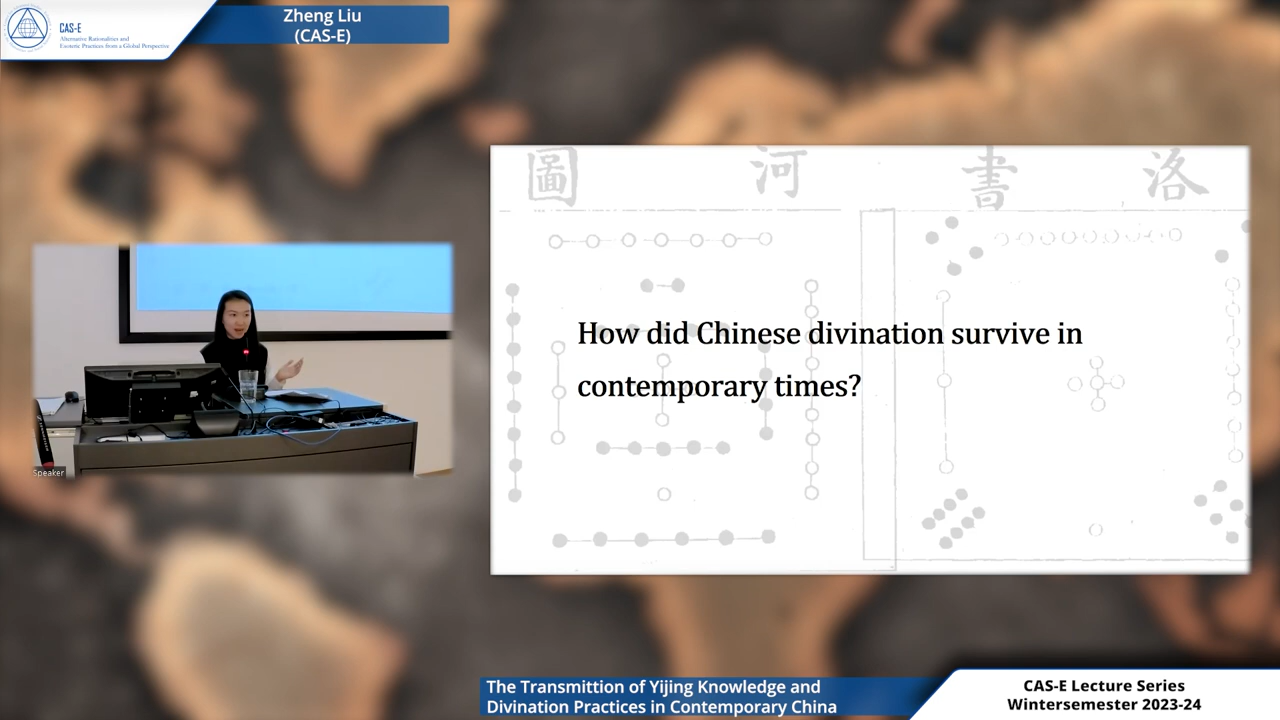 CAS-E
Alternative Rationalities and
Esoteric Practices from a Global Perspective
Zheng Liu
(CAS-E)
圖 河 書 洛
How did Chinese divination survive in
contemporary times?
Speaker
The Transmittion of Yijing Knowledge and
Divination Practices in Contemporary China
CAS-E Lecture Series
Wintersemester 2023-24